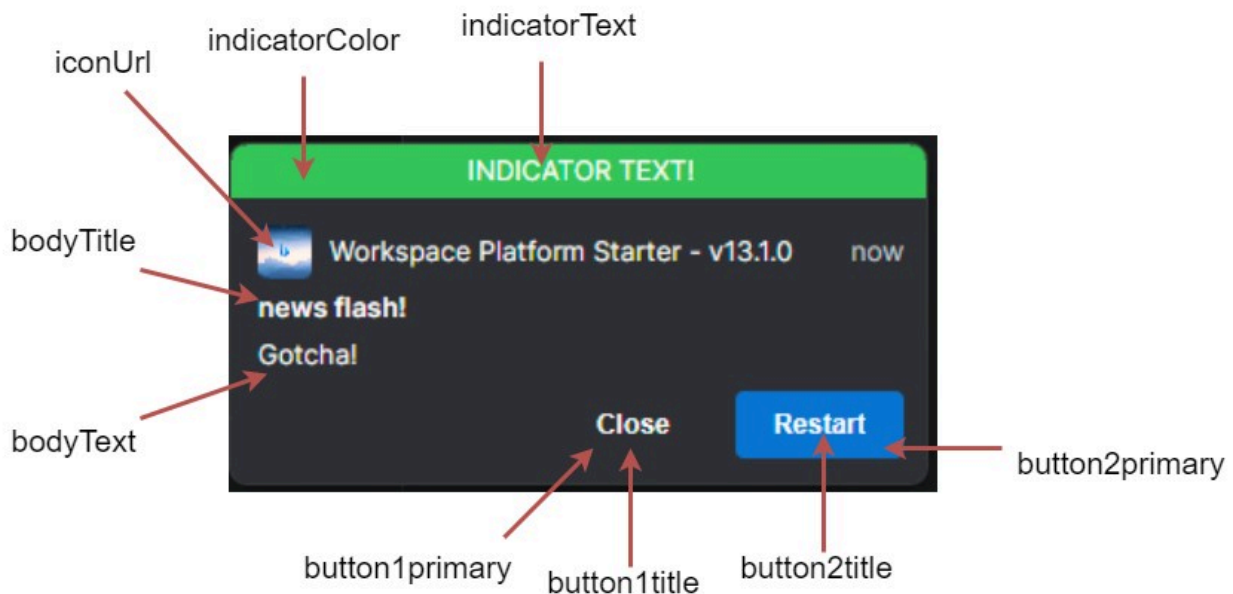 indicatorText
indicatorColor
iconUrl
INDICATOR TEXT!
bodyTitle
Workspace Platform Starter - v13.1.0 now
news flash!
Gotcha!
bodyText
Close Restart
button2primary
button1primary
button1title
button2title